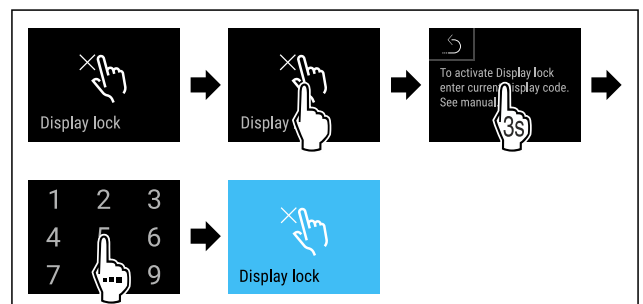 Display lock
Display
To activate Display lock
enter current display code.
See manual
3s
1 2 3
4 5 6
7 9
Display lock